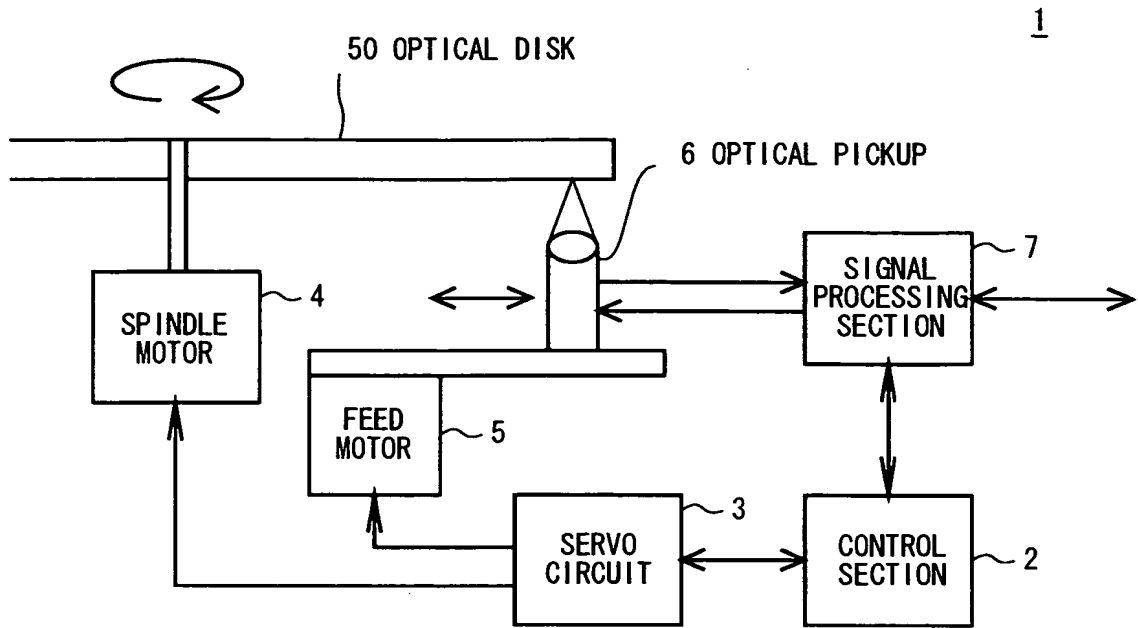 1
50 OPTICAL DISK
6 OPTICAL PICKUP
7
SIGNAL
PROCESSING
SECTION
4
SPINDLE
MOTOR
FEED
MOTOR
5
3
SERVO
CIRCUIT
CONTROL
SECTION
2